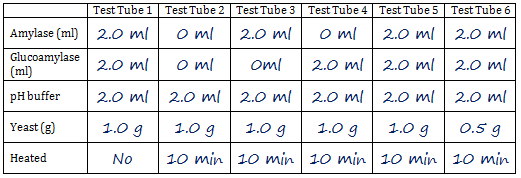 Test Tube 1 Test Tube 2 Test Tube 3 Test Tube 4 Test Tube 5 Test Tube 6
Amylase (ml) 2.0 ml 0 ml 2.0 ml 0 ml 2.0 ml 2.0 ml
Glucoamylase (ml) 2.0 ml 0 ml 0ml 2.0 ml 2.0 ml 2.0 ml
pH buffer 2.0 ml 2.0 ml 2.0 ml 2.0 ml 2.0 ml 2.0 ml
Yeast (g) 1.0 g 1.0 g 1.0 g 1.0 g 1.0 g 0.5 g
Heated No 10 min 10 min 10 min 10 min 10 min